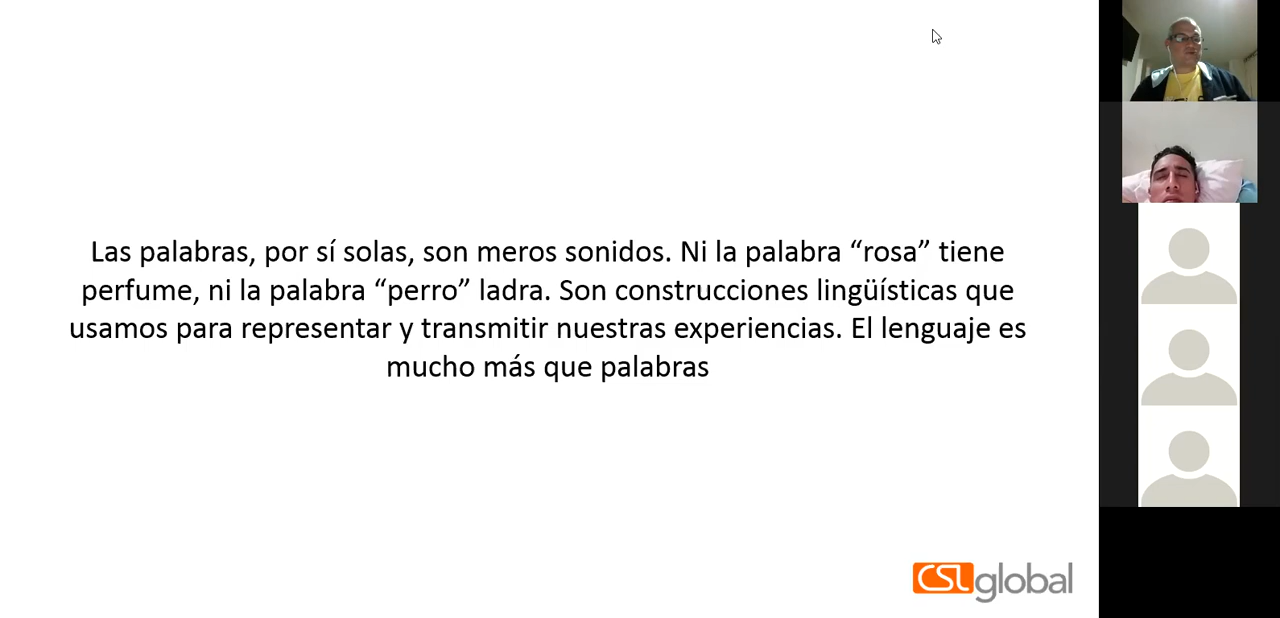 Las palabras, por sí solas, son meros sonidos. Ni la palabra “rosa” tiene
perfume, ni la palabra “perro” ladra. Son construcciones lingüísticas que
usamos para representar y transmitir nuestras experiencias. El lenguaje es
mucho más que palabras
CSLglobal